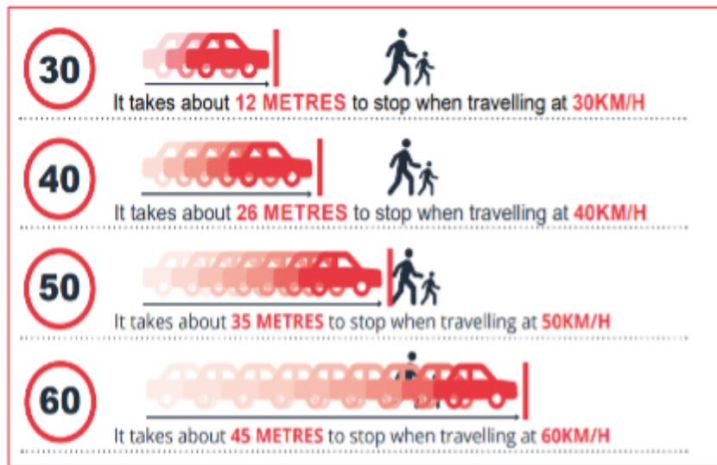 30
It takes about 12 METRES to stop when travelling at 30KM/H
40
It takes about 26 METRES to stop when travelling at 40KM/H
50
It takes about 35 METRES to stop when travelling at 50KM/H
60
It takes about 45 METRES to stop when travelling at 60KM/H